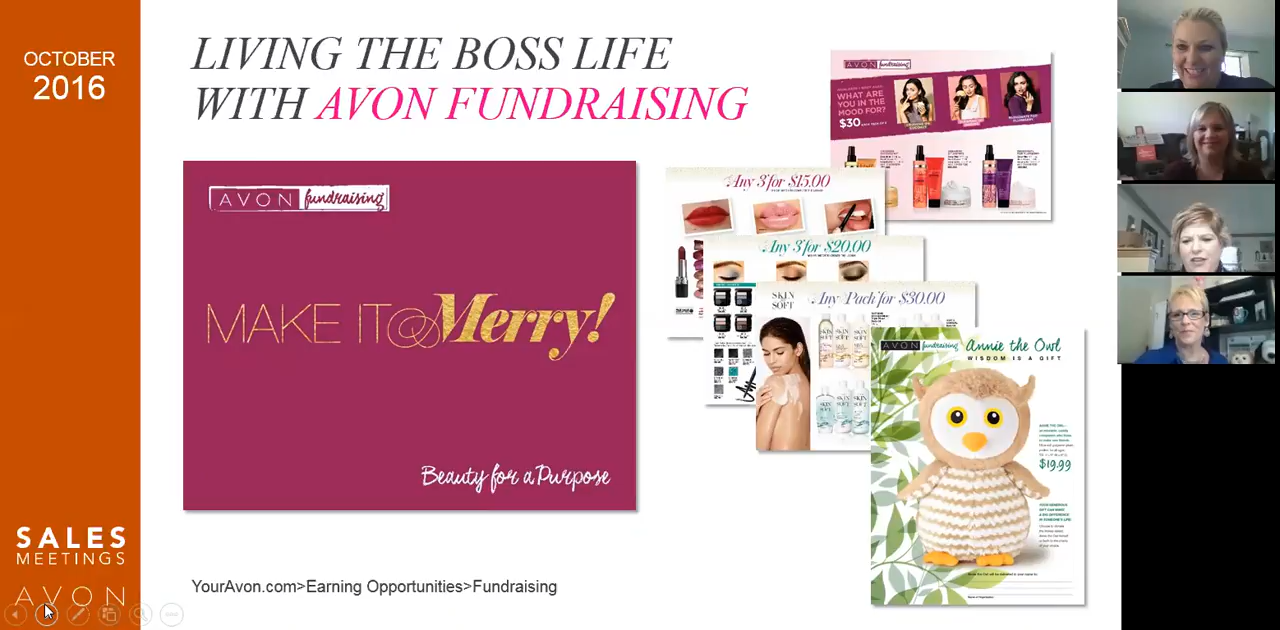 OCTOBER
2016
LIVING THE BOSS LIFE
WITH AVON FUNDRAISING
AVON fundraising
MAKE IT Merry!
Beauty for a Purpose
YourAvon.com>Earning Opportunities>Fundraising
AVON fundraising
WHAT ARE
YOU IN THE
MOOD FOR?
$30
Any 3 for $15.00
Any 3 for $20.00
SKIN
SO
SOFT
Any Pack for $30.00
AVON fundraising
Annie the Owl
WISDOM IS A GIFT
$19.99
SALES
MEETINGS
AVON